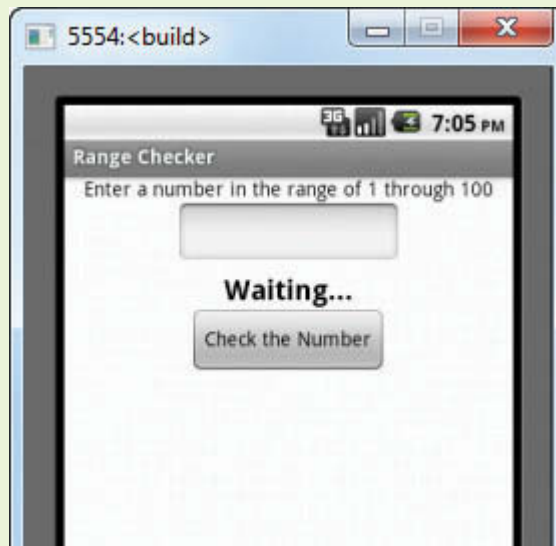 5554:<build>
3G
7:05 PM
Range Checker
Enter a number in the range of 1 through 100
Waiting...
Check the Number